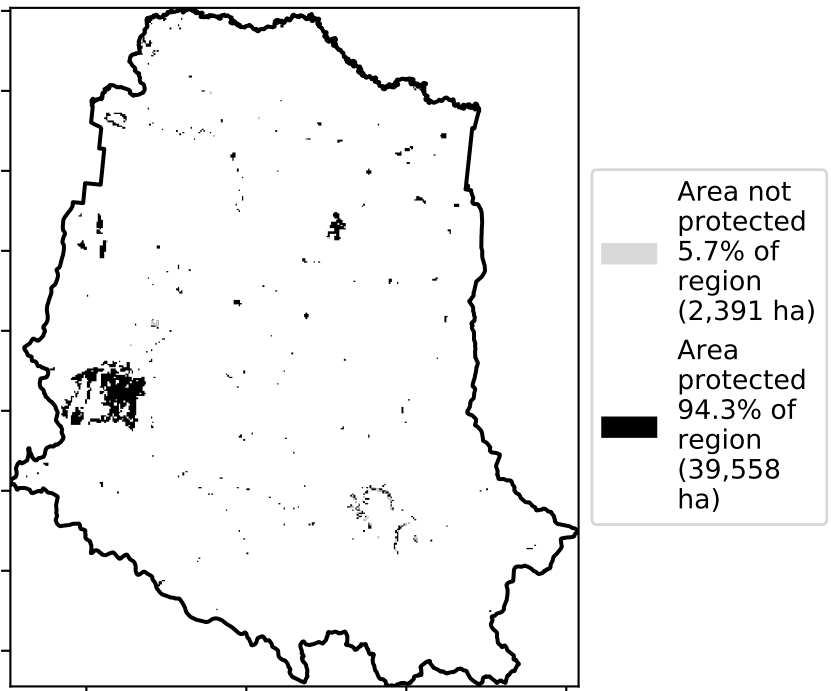 Area not
protected
5.7% of
region
(2,391 ha)
Area
protected
94.3% of
region
(39,558
ha)